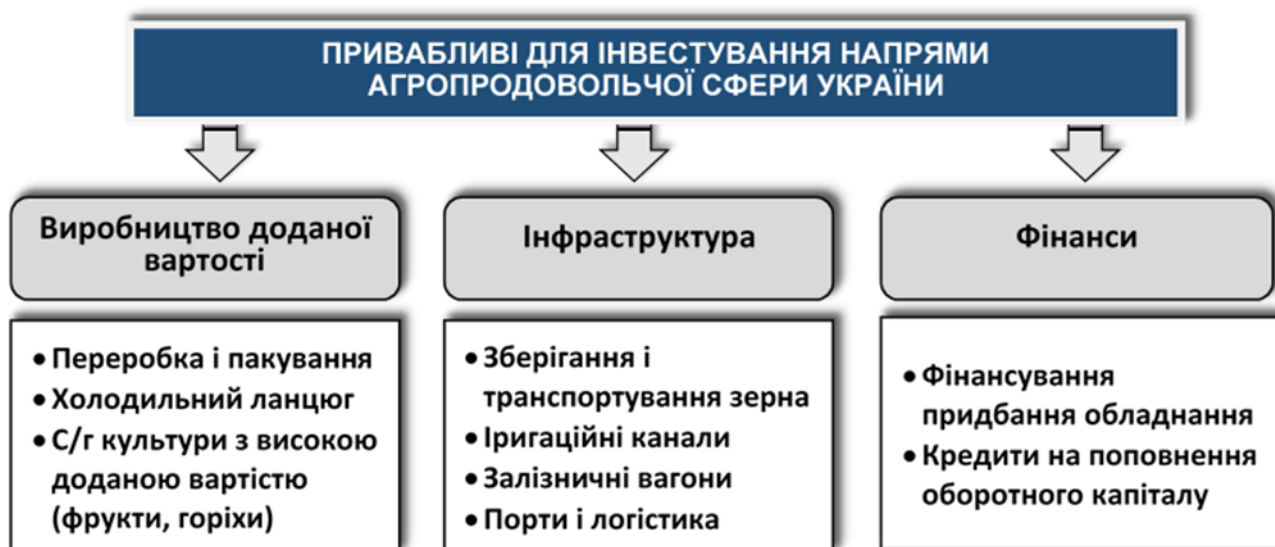 ПРИВАБЛИВІ ДЛЯ ІНВЕСТУВАННЯ НАПРЯМИ
АГРОПРОДОВОЛЬЧОЇ СФЕРИ УКРАЇНИ
Виробництво доданої
вартості
• Переробка і пакування
• Холодильний ланцюг
• С/г культури з високою
доданою вартістю
(фрукти, горіхи)
Інфраструктура
• Зберігання і
транспортування зерна
• Іригаційні канали
• Залізничні вагони
• Порти і логістика
Фінанси
• Фінансування
придбання обладнання
• Кредити на поповнення
оборотного капіталу